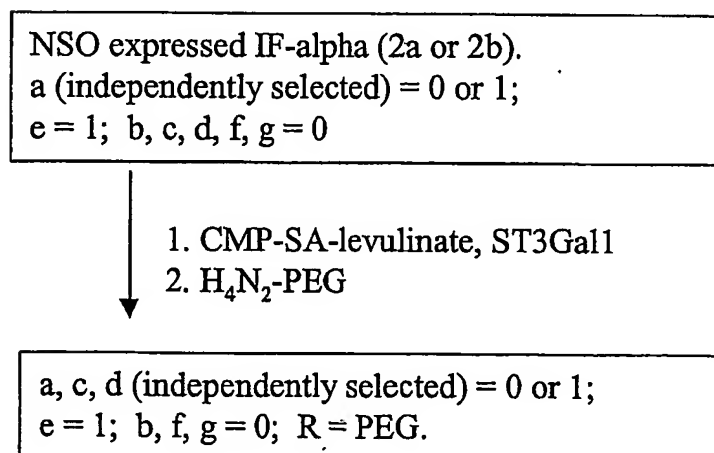 NSO expressed IF-alpha (2a or 2b).
a (independently selected) = 0 or 1;
e = 1; b, c, d, f, g = 0
1. CMP-SA-levulinate, ST3Gal1
2. H₄N₂-PEG
a, c, d (independently selected) = 0 or 1;
e = 1; b, f, g = 0; R = PEG.